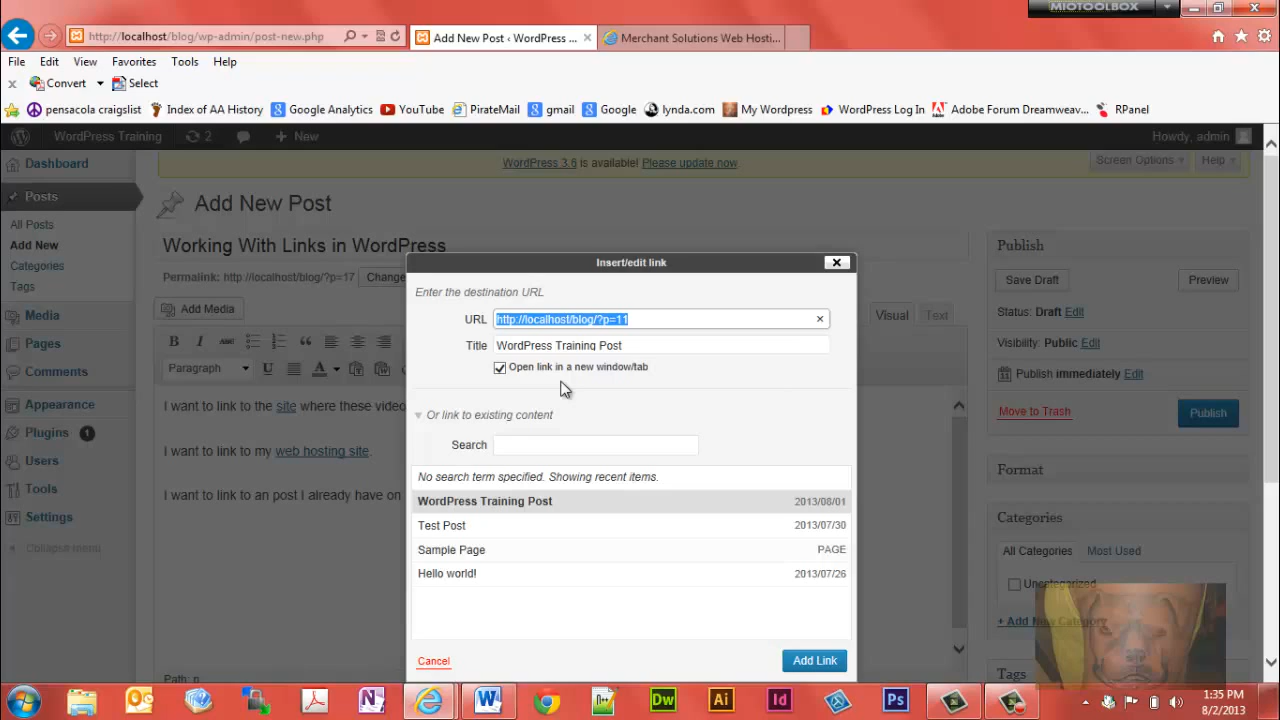 MIOTOOLBOX
http://localhost/blog/wp-admin/post-new.php
Add New Post ‹ WordPress ...
Merchant Solutions Web Hosti...
File Edit View Favorites Tools Help
Convert Select
pensacola craigslist Index of AA History Google Analytics YouTube PirateMail gmail Google lynda.com My Wordpress WordPress Log In Adobe Forum Dreamweav... RPanel
WordPress Training 2 + New Howdy, admin
Dashboard
WordPress 3.6 is available! Please update now.
Screen Options Help
Posts
All Posts
Add New
Categories
Tags
Media
Pages
Comments
Appearance
Plugins 1
Users
Tools
Settings
Collapse menu
Add New Post
Working With Links in WordPress
Permalink: http://localhost/blog/?p=17 Change
Add Media
Visual Text
B I ABC
Paragraph U A
I want to link to the site where these video
I want to link to my web hosting site.
I want to link to an post I already have on
Path: p
Insert/edit link
Enter the destination URL
URL http://localhost/blog/?p=11
Title WordPress Training Post
Open link in a new window/tab
Or link to existing content
Search
No search term specified. Showing recent items.
WordPress Training Post 2013/08/01
Test Post 2013/07/30
Sample Page PAGE
Hello world! 2013/07/26
Cancel Add Link
Publish
Save Draft Preview
Status: Draft Edit
Visibility: Public Edit
Publish immediately Edit
Move to Trash Publish
Format
Categories
All Categories Most Used
Uncategorized
+ Add New Category
Tags
W Dw Ai Id Ps
1:35 PM
8/2/2013